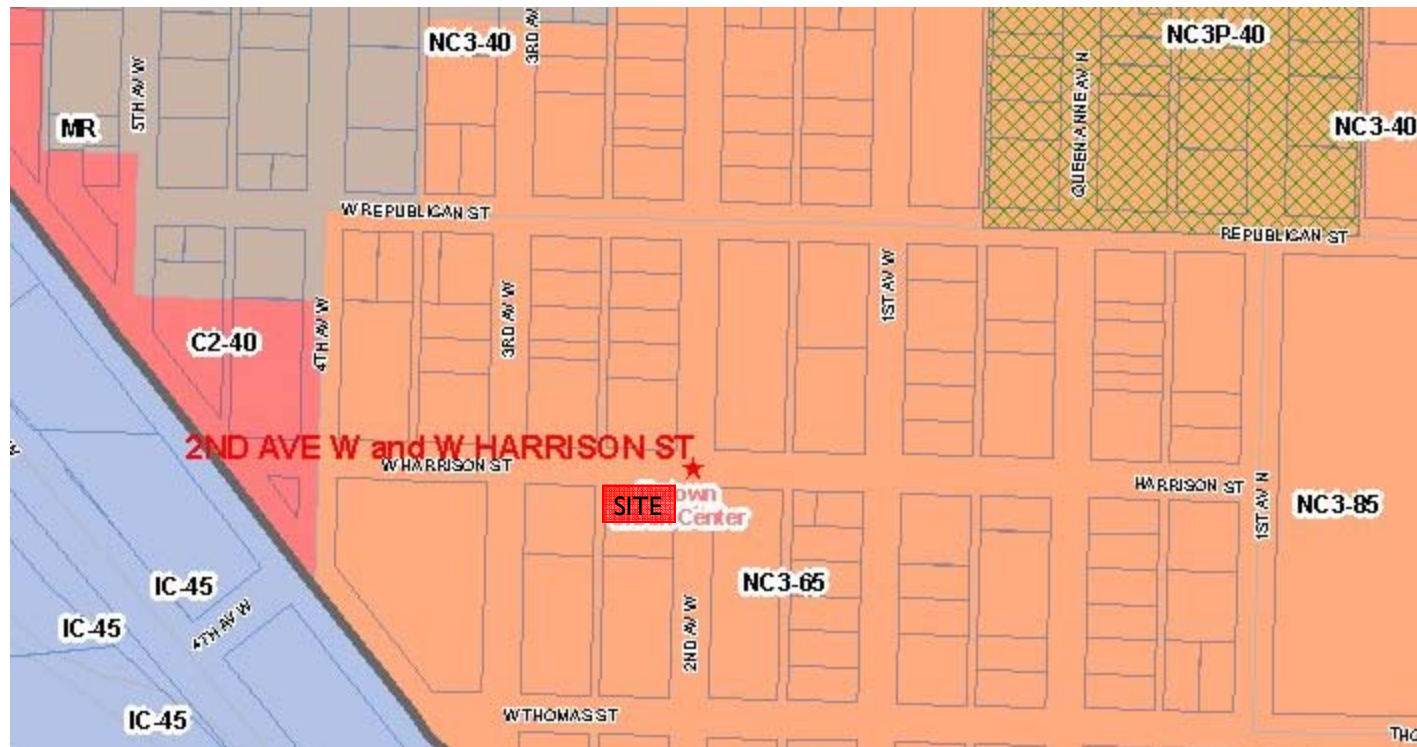 NC3-40
3RD AV
NC3P-40
5TH AV W
QUEEN ANNE AV N
MR
NC3-40
W REPUBLICAN ST
REPUBLICAN ST
1ST AV W
4TH AV W
3RD AV W
C2-40
2ND AVE W and W HARRISON ST
W HARRISON ST
HARRISON ST
SITE
Center
1ST AV N
NC3-85
NC3-65
IC-45
IC-45
4TH AV W
2ND AV W
IC-45
W THOMAS ST
THO